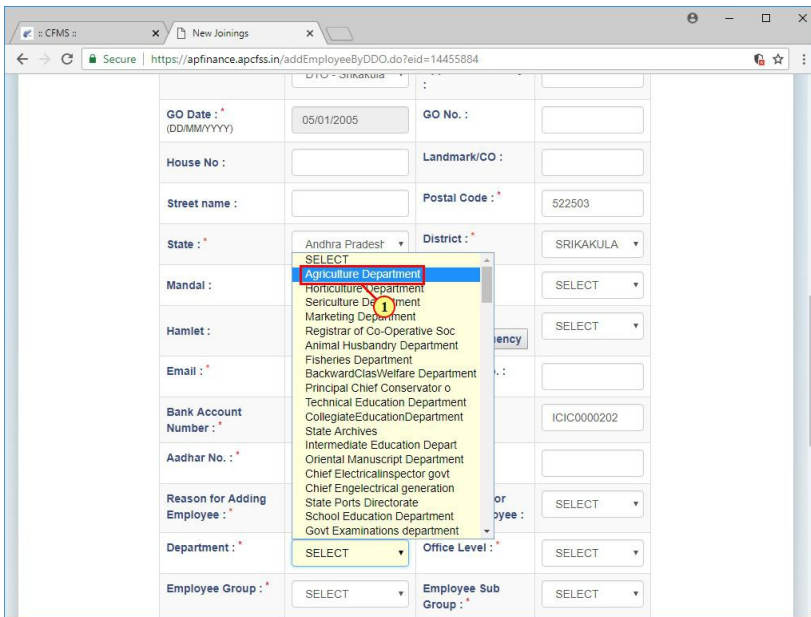 :: CFMS ::
New Joinings
Secure | https://apfinance.apcfss.in/addEmployeeByDDO.do?eid=14455884
:
GO Date : *
(DD/MM/YYYY)
05/01/2005
GO No. :
House No :
Landmark/CO :
Street name :
Postal Code : *
522503
State : *
Andhra Pradesh
District : *
SRIKAKULA
SELECT
Agriculture Department
Horticulture Department
Sericulture Department
Marketing Department
Registrar of Co-Operative Soc
Animal Husbandry Department
Fisheries Department
BackwardClasWelfare Department
Principal Chief Conservator o
Technical Education Department
CollegiateEducationDepartment
State Archives
Intermediate Education Depart
Oriental Manuscript Department
Chief Electricalinspector govt
Chief Engelectrical generation
State Ports Directorate
School Education Department
Govt Examinations department
1
Mandal :
SELECT
Hamlet :
ency
SELECT
Email : *
. :
Bank Account
Number : *
ICIC0000202
Aadhar No. : *
Reason for Adding
Employee : *
or
oyee :
SELECT
Department : *
SELECT
Office Level : *
SELECT
Employee Group : *
SELECT
Employee Sub
Group : *
SELECT